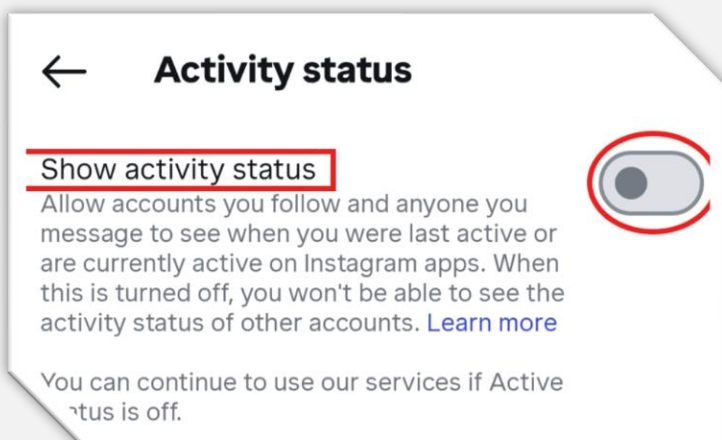 Activity status
Show activity status
Allow accounts you follow and anyone you
message to see when you were last active or
are currently active on Instagram apps. When
this is turned off, you won't be able to see the
activity status of other accounts. Learn more
You can continue to use our services if Active
is off.